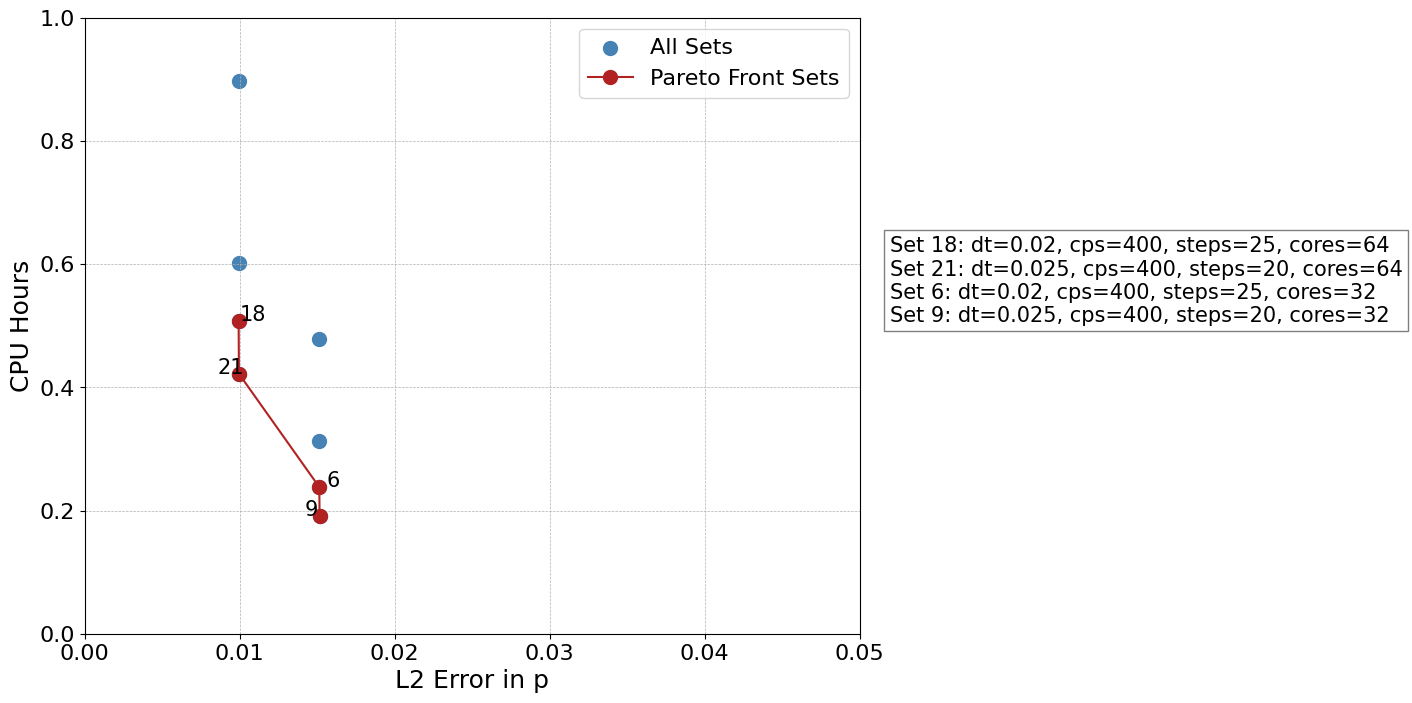 1.0
0.8
0.6
0.4
0.2
0.0
CPU Hours
All Sets
Pareto Front Sets
18
21
6
9
0.00
0.01
0.02
0.03
0.04
0.05
L2 Error in p
Set 18: dt=0.02, cps=400, steps=25, cores=64
Set 21: dt=0.025, cps=400, steps=20, cores=64
Set 6: dt=0.02, cps=400, steps=25, cores=32
Set 9: dt=0.025, cps=400, steps=20, cores=32